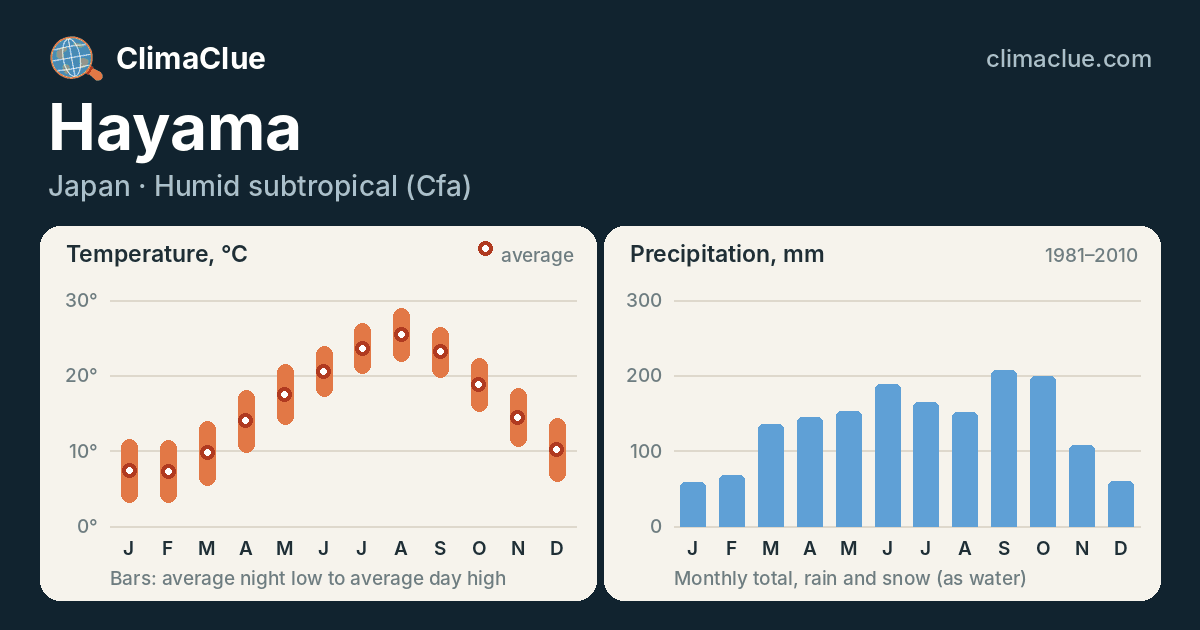 ClimaClue
climaclue.com
Hayama
Japan · Humid subtropical (Cfa)
Temperature, °C
average
30°
20°
10°
0°
J F M A M J J A S O N D
Bars: average night low to average day high
Precipitation, mm
1981–2010
300
200
100
0
J F M A M J J A S O N D
Monthly total, rain and snow (as water)